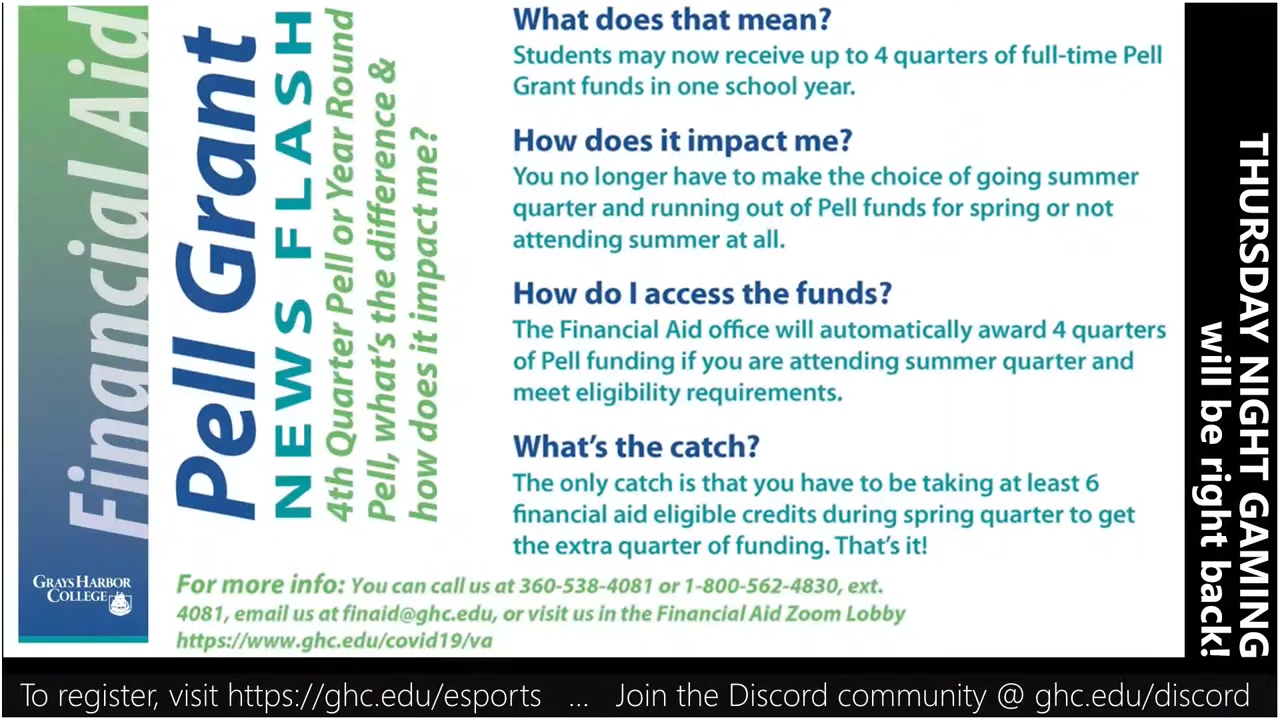 Financial Aid
GRAYS HARBOR
COLLEGE
Pell Grant
NEWS FLASH
4th Quarter Pell or Year Round
Pell, what's the difference &
how does it impact me?
What does that mean?
Students may now receive up to 4 quarters of full-time Pell
Grant funds in one school year.
How does it impact me?
You no longer have to make the choice of going summer
quarter and running out of Pell funds for spring or not
attending summer at all.
How do I access the funds?
The Financial Aid office will automatically award 4 quarters
of Pell funding if you are attending summer quarter and
meet eligibility requirements.
What's the catch?
The only catch is that you have to be taking at least 6
financial aid eligible credits during spring quarter to get
the extra quarter of funding. That's it!
For more info: You can call us at 360-538-4081 or 1-800-562-4830, ext.
4081, email us at finaid@ghc.edu, or visit us in the Financial Aid Zoom Lobby
https://www.ghc.edu/covid19/va
THURSDAY NIGHT GAMING
will be right back!
To register, visit https://ghc.edu/esports ... Join the Discord community @ ghc.edu/discord